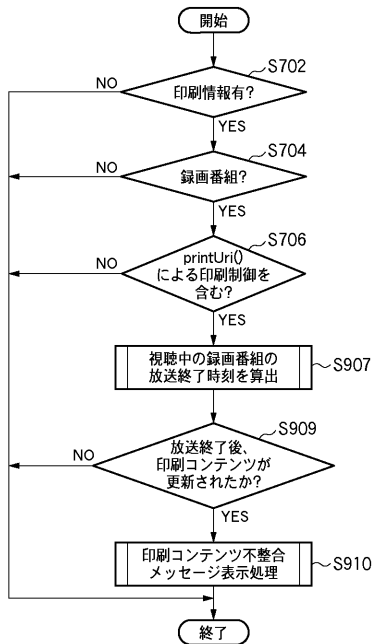 開始
S702
NO
印刷情報有?
YES
S704
NO
録画番組?
YES
S706
NO
printUri()
による印刷制御を
含む?
YES
視聴中の録画番組の
放送終了時刻を算出
S907
S909
NO
放送終了後、
印刷コンテンツが
更新されたか?
YES
印刷コンテンツ不整合
メッセージ表示処理
S910
終了